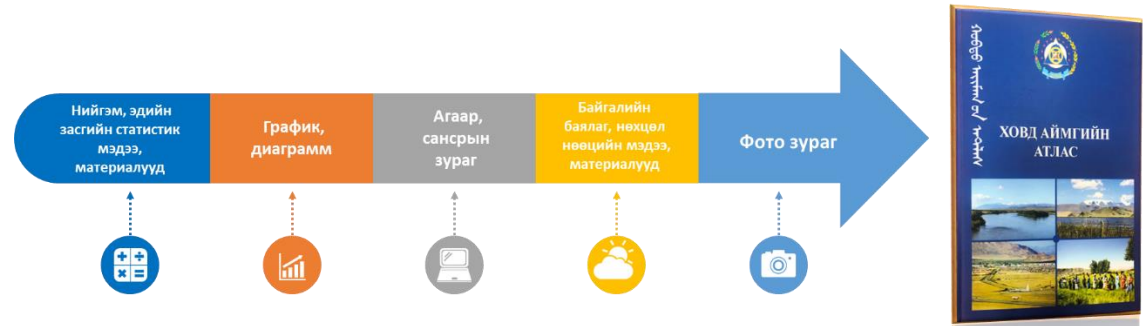 Нийгэм, эдийн
засгийн статистик
мэдээ,
материалууд
График,
диаграмм
Агаар,
сансрын
зураг
Байгалийн
баялаг, нөхцөл
нөөцийн мэдээ,
материалууд
Фото зураг
ХОВД АЙМГИЙН
АТЛАС